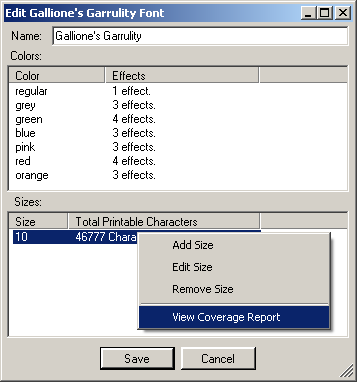 Edit Gallione's Garrulity Font
Name: Gallione's Garrulity
Colors:
Color Effects
regular 1 effect.
grey 3 effects.
green 4 effects.
blue 3 effects.
pink 3 effects.
red 4 effects.
orange 3 effects.
Sizes:
Size Total Printable Characters
10 46777 Chara
Add Size
Edit Size
Remove Size
View Coverage Report
Save Cancel